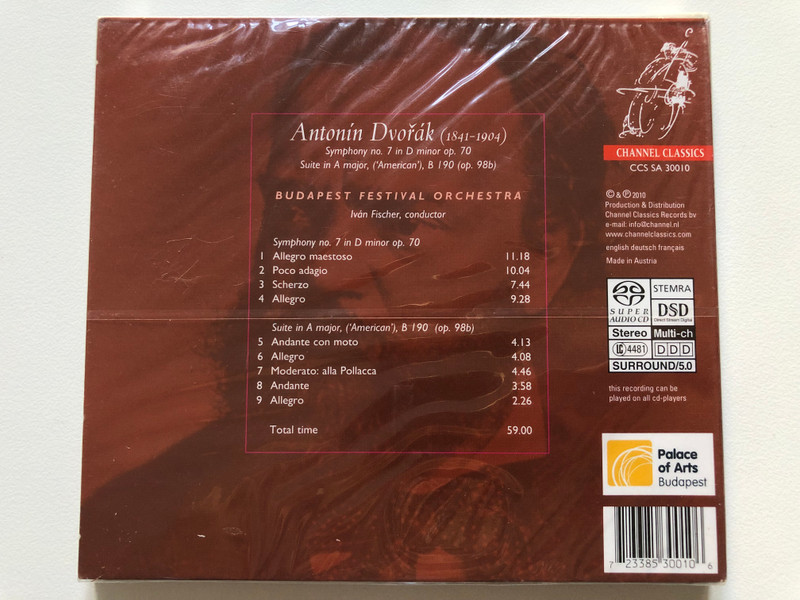 Antonín Dvořák (1841-1904)
Symphony no. 7 in D minor op. 70
Suite in A major, ('American'), B 190 (op. 98b)
BUDAPEST FESTIVAL ORCHESTRA
Iván Fischer, conductor
Symphony no. 7 in D minor op. 70
1 Allegro maestoso 11.18
2 Poco adagio 10.04
3 Scherzo 7.44
4 Allegro 9.28
Suite in A major, ('American'), B 190 (op. 98b)
5 Andante con moto 4.13
6 Allegro 4.08
7 Moderato: alla Pollacca 4.46
8 Andante 3.58
9 Allegro 2.26
Total time 59.00
CHANNEL CLASSICS
CCS SA 30010
© & ℗ 2010
Production & Distribution
Channel Classics Records bv
e-mail: info@channel.nl
www.channelclassics.com
english deutsch français
Made in Austria
SUPER AUDIO CD
STEMRA
DSD
Direct Stream Digital
Stereo Multi-ch
LC 4481 DDD
SURROUND/5.0
this recording can be
played on all cd-players
Palace
of Arts
Budapest
7 23385 30010 6